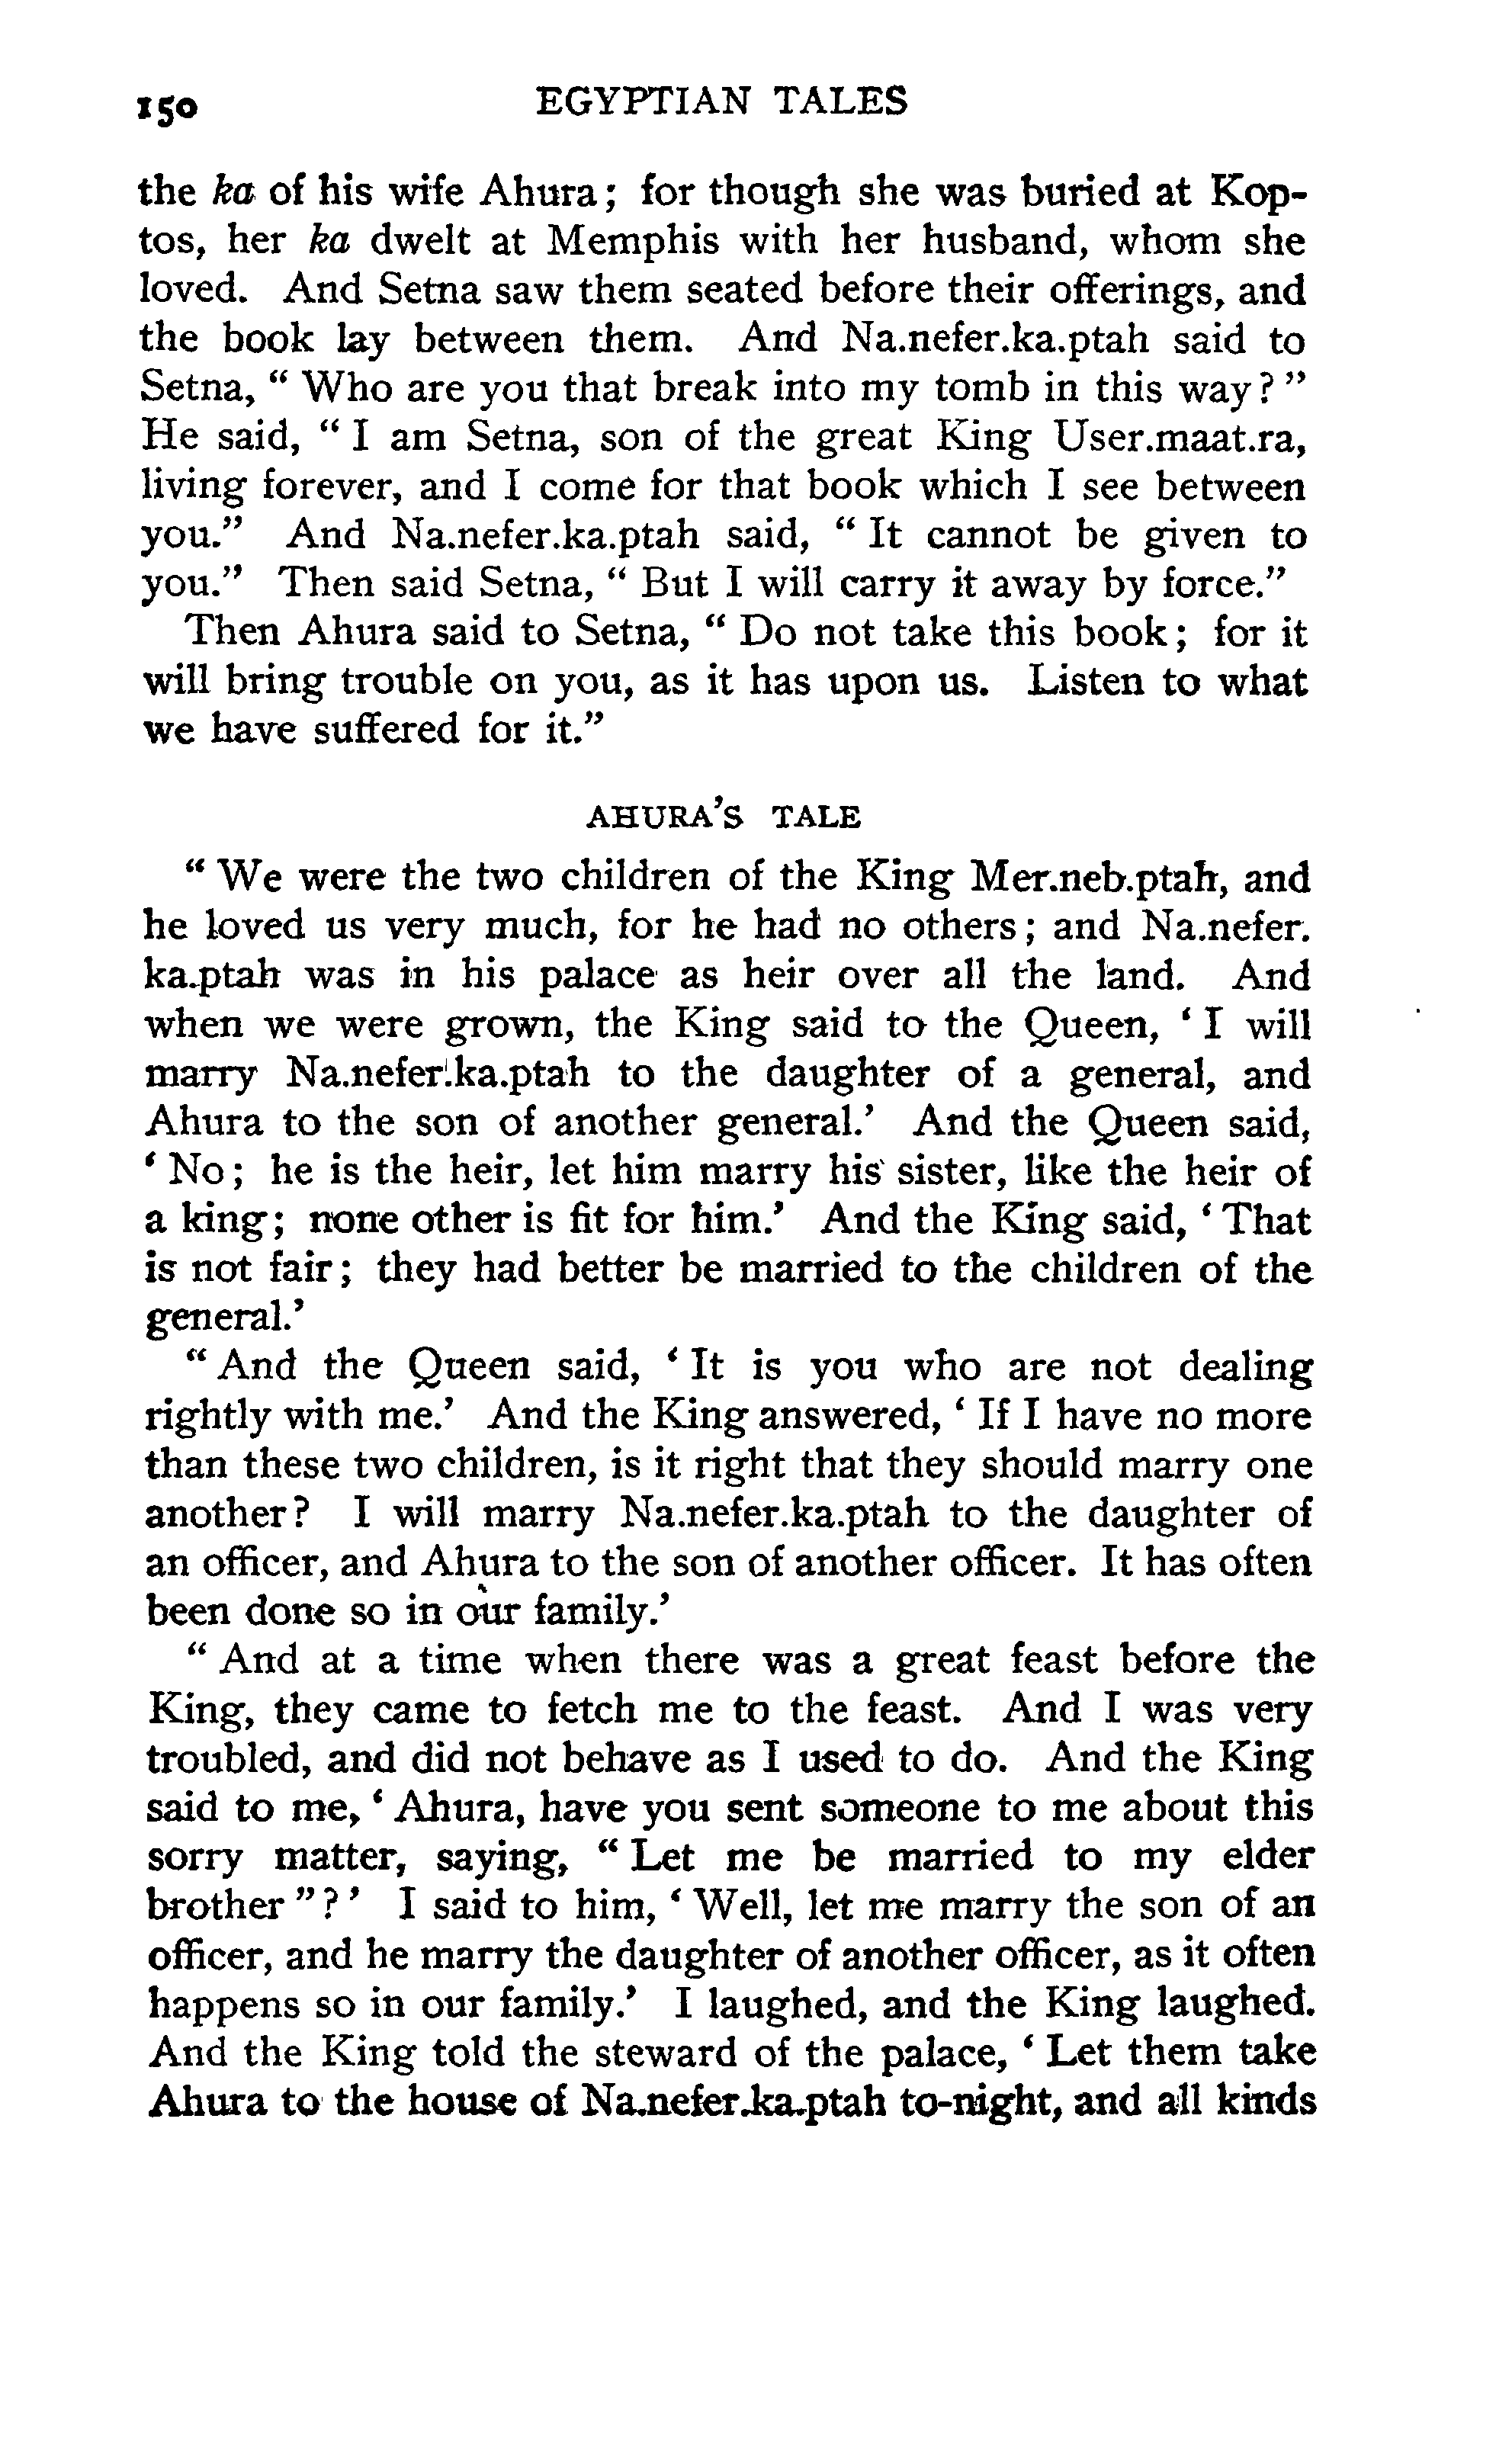 150 EGYPTIAN TALES
the ka of his wife Ahura; for though she was buried at Kop-
tos, her ka dwelt at Memphis with her husband, whom she
loved. And Setna saw them seated before their offerings, and
the book lay between them. And Na.nefer.ka.ptah said to
Setna, “Who are you that break into my tomb in this way?”
He said, “I am Setna, son of the great King User.maat.ra,
living forever, and I come for that book which I see between
you.” And Na.nefer.ka.ptah said, “It cannot be given to
you.” Then said Setna, “But I will carry it away by force.”
Then Ahura said to Setna, “Do not take this book; for it
will bring trouble on you, as it has upon us. Listen to what
we have suffered for it.”
AHURA'S TALE
“We were the two children of the King Mer.neb.ptah, and
he loved us very much, for he had no others; and Na.nefer.
ka.ptah was in his palace as heir over all the land. And
when we were grown, the King said to the Queen, ‘I will
marry Na.nefer.ka.ptah to the daughter of a general, and
Ahura to the son of another general.’ And the Queen said,
‘No; he is the heir, let him marry his sister, like the heir of
a king; none other is fit for him.’ And the King said, ‘That
is not fair; they had better be married to the children of the
general.’
“And the Queen said, ‘It is you who are not dealing
rightly with me.’ And the King answered, ‘If I have no more
than these two children, is it right that they should marry one
another? I will marry Na.nefer.ka.ptah to the daughter of
an officer, and Ahura to the son of another officer. It has often
been done so in our family.’
“And at a time when there was a great feast before the
King, they came to fetch me to the feast. And I was very
troubled, and did not behave as I used to do. And the King
said to me, ‘Ahura, have you sent someone to me about this
sorry matter, saying, “Let me be married to my elder
brother”?’ I said to him, ‘Well, let me marry the son of an
officer, and he marry the daughter of another officer, as it often
happens so in our family.’ I laughed, and the King laughed.
And the King told the steward of the palace, ‘Let them take
Ahura to the house of Na.nefer.ka.ptah to-night, and all kinds